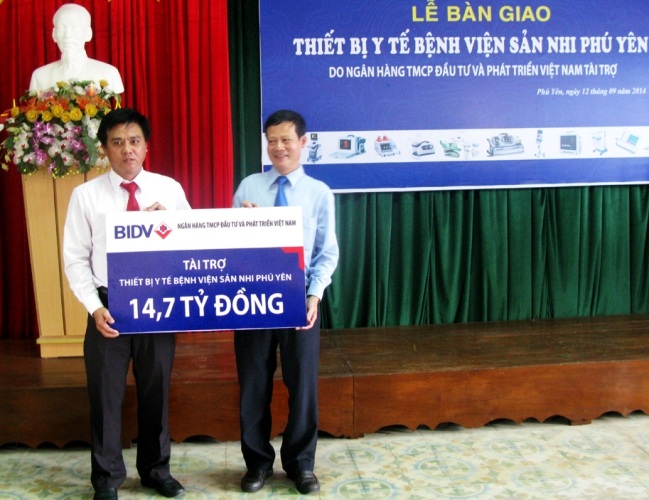 LỄ BÀN GIAO
THIẾT BỊ Y TẾ BỆNH VIỆN SẢN NHI PHÚ YÊN
DO NGÂN HÀNG TMCP ĐẦU TƯ VÀ PHÁT TRIỂN VIỆT NAM TÀI TRỢ
Phú Yên, ngày 12 tháng 09 năm 2014
BIDV NGÂN HÀNG TMCP ĐẦU TƯ VÀ PHÁT TRIỂN VIỆT NAM
TÀI TRỢ
THIẾT BỊ Y TẾ BỆNH VIỆN SẢN NHI PHÚ YÊN
14,7 TỶ ĐỒNG